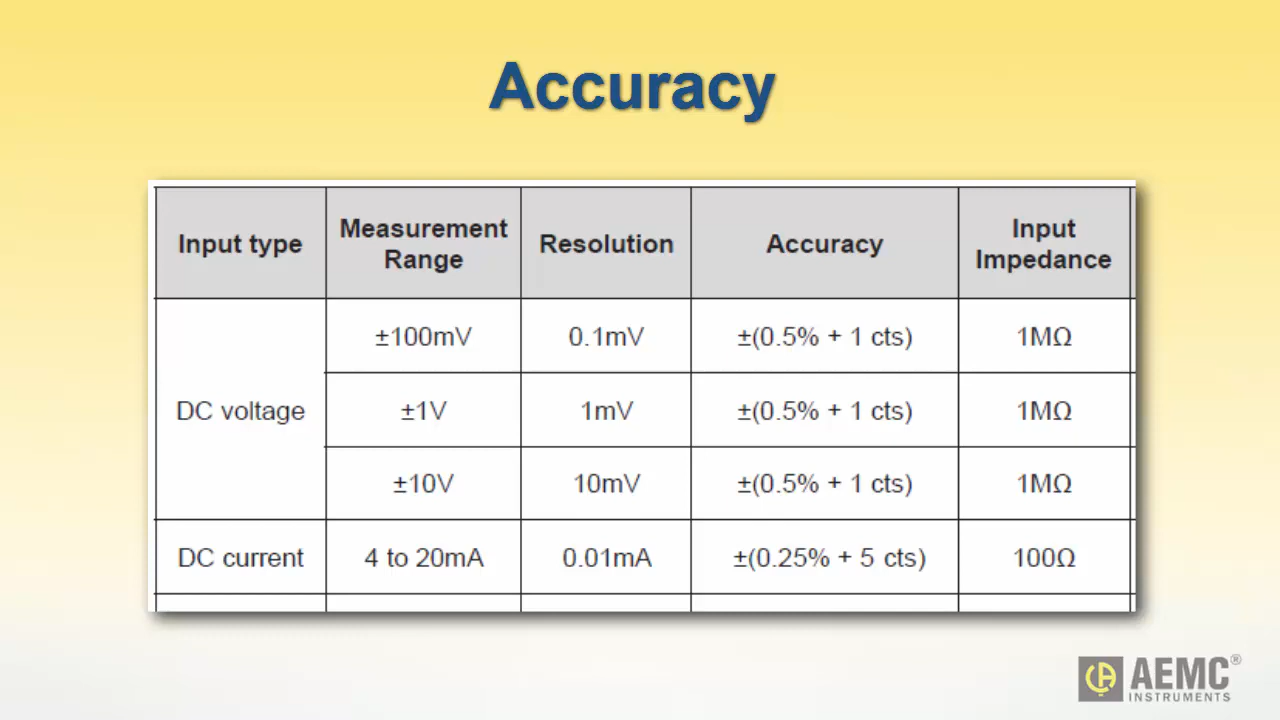 Accuracy
Input type Measurement Range Resolution Accuracy Input Impedance
DC voltage ±100mV 0.1mV ±(0.5% + 1 cts) 1MΩ
±1V 1mV ±(0.5% + 1 cts) 1MΩ
±10V 10mV ±(0.5% + 1 cts) 1MΩ
DC current 4 to 20mA 0.01mA ±(0.25% + 5 cts) 100Ω
AEMC®
INSTRUMENTS